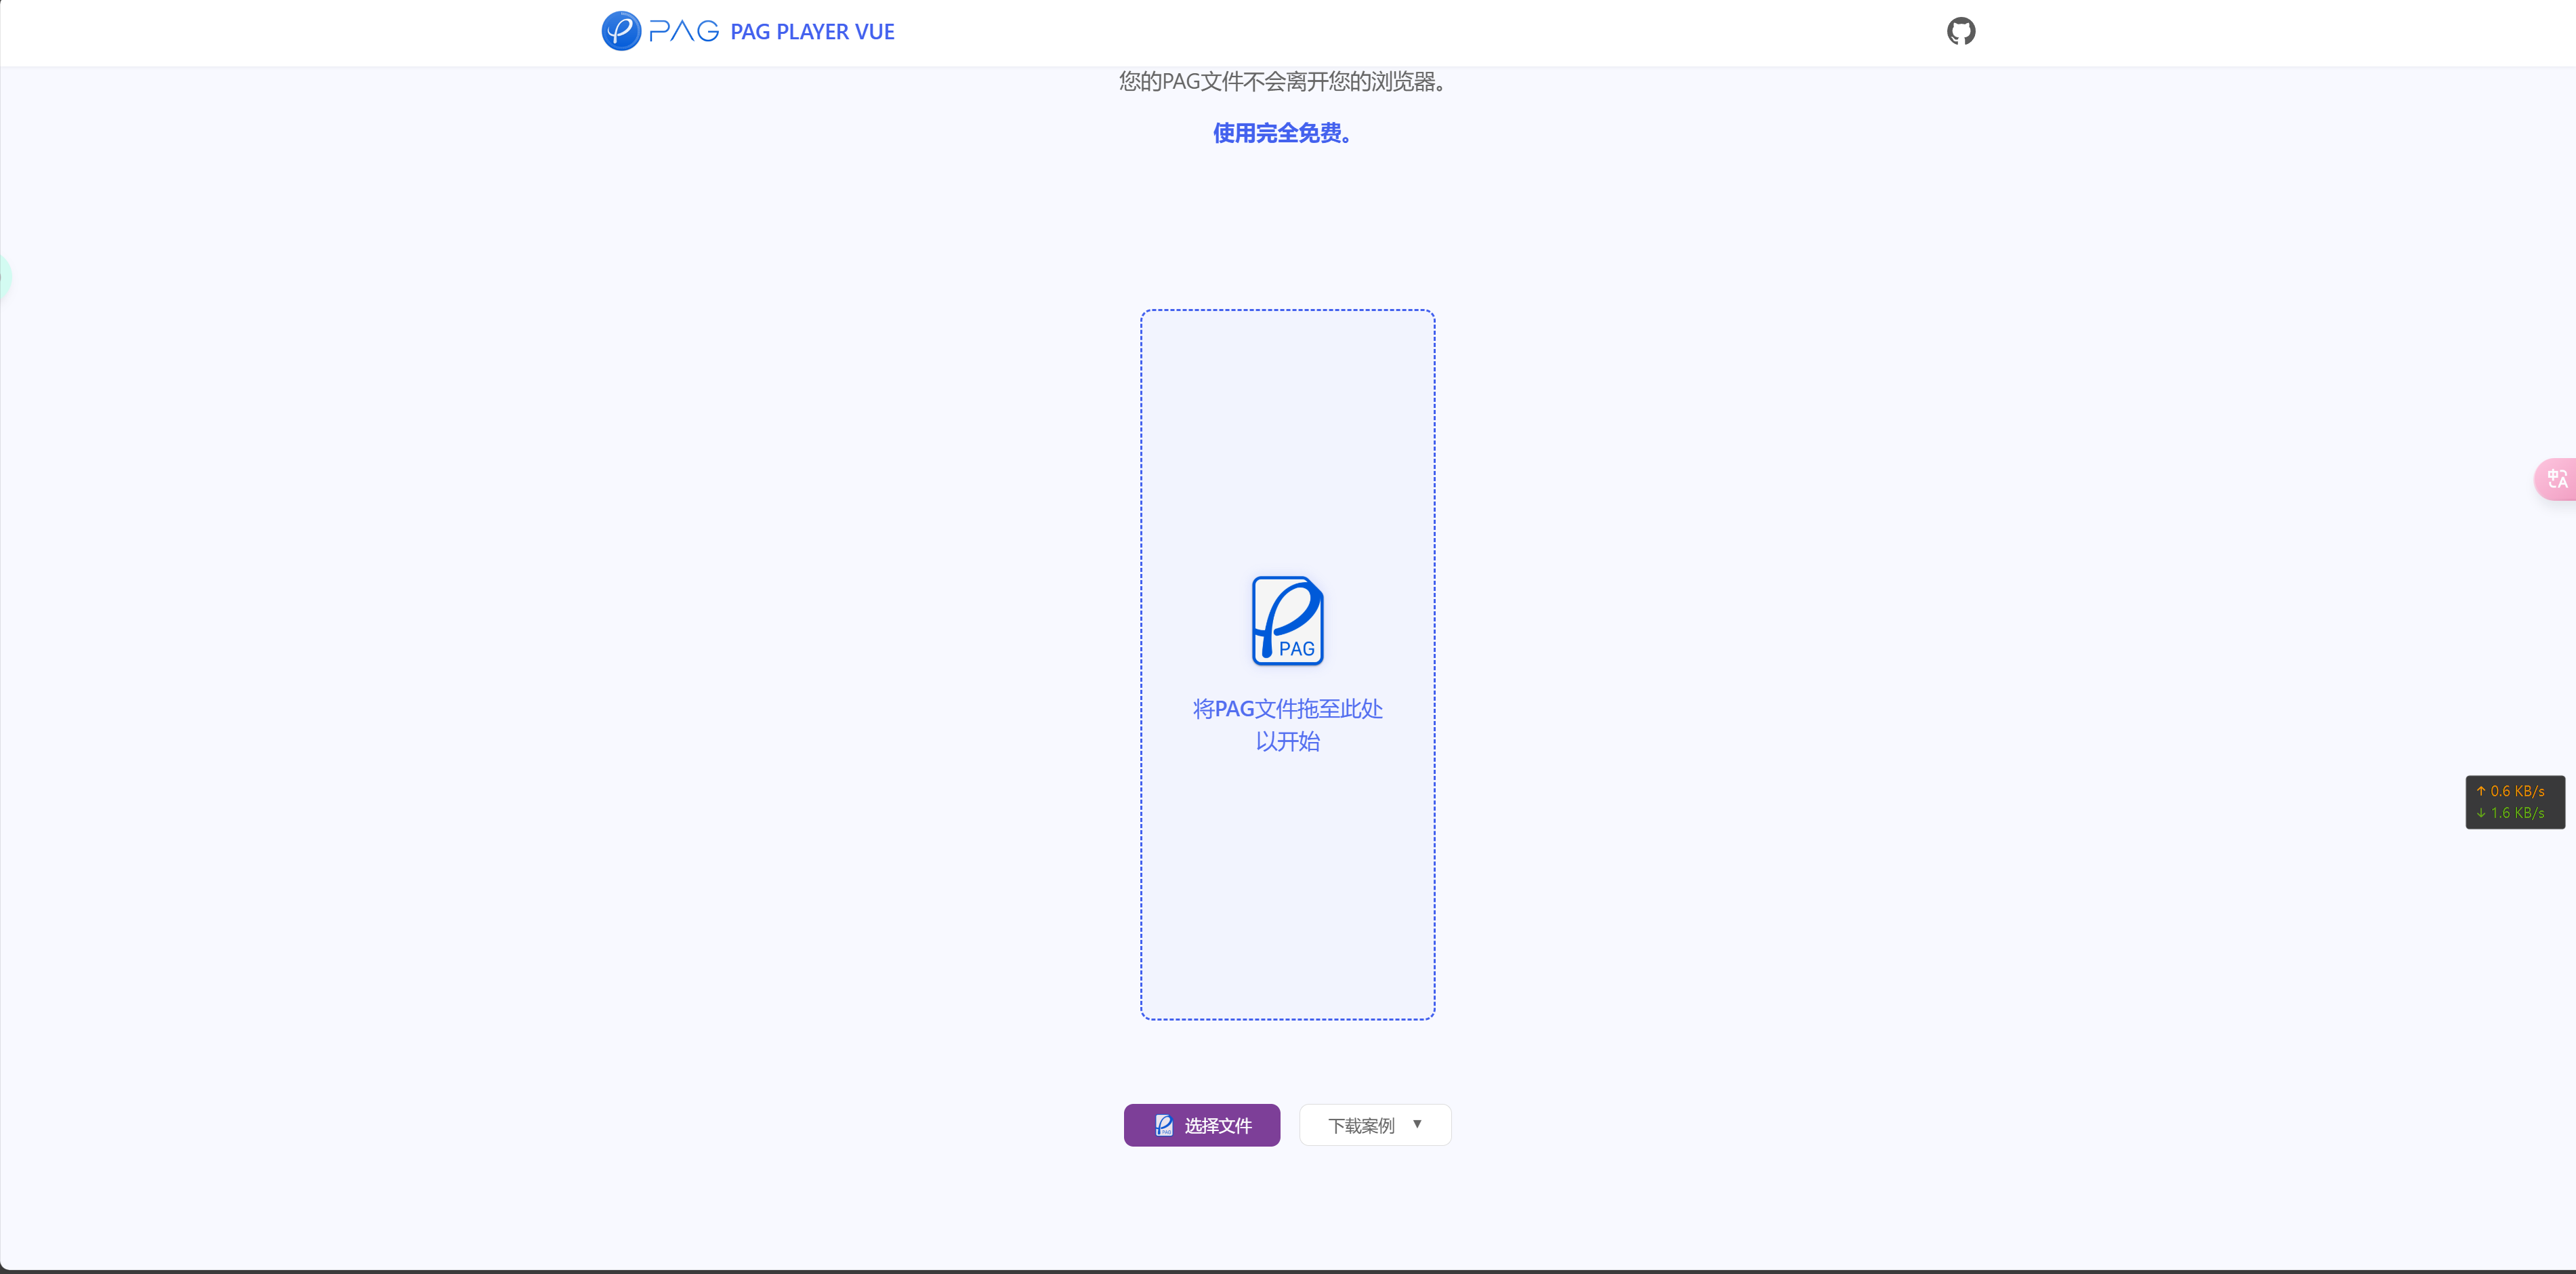 PAG PAG PLAYER VUE
您的PAG文件不会离开您的浏览器。
使用完全免费。
中A
PAG
将PAG文件拖至此处
以开始
↑ 0.6 KB/s
↓ 1.6 KB/s
选择文件 下载案例 ▼